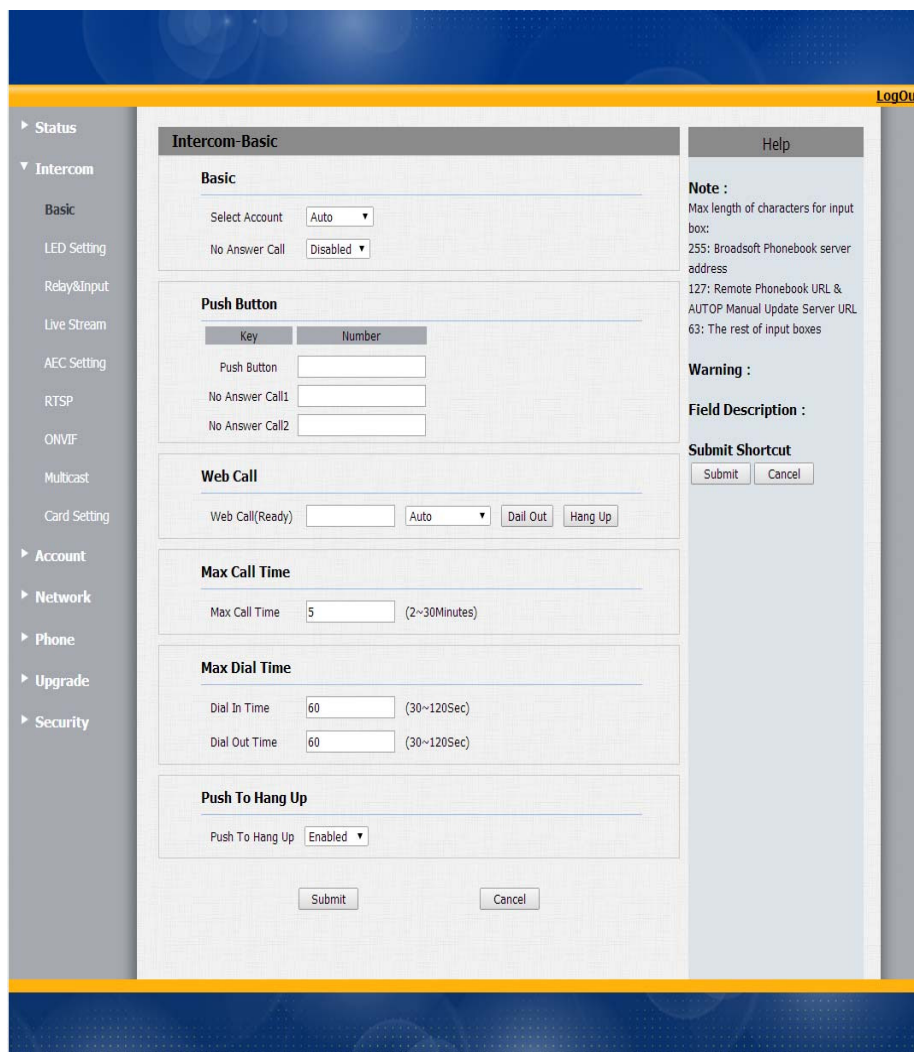 LogOu
Status
Intercom
Basic
LED Setting
Relay&Input
Live Stream
AEC Setting
RTSP
ONVIF
Multicast
Card Setting
Account
Network
Phone
Upgrade
Security
Intercom-Basic
Basic
Select Account Auto
No Answer Call Disabled
Push Button
Key Number
Push Button
No Answer Call1
No Answer Call2
Web Call
Web Call(Ready) Auto Dail Out Hang Up
Max Call Time
Max Call Time 5 (2~30Minutes)
Max Dial Time
Dial In Time 60 (30~120Sec)
Dial Out Time 60 (30~120Sec)
Push To Hang Up
Push To Hang Up Enabled
Submit Cancel
Help
Note :
Max length of characters for input
box:
255: Broadsoft Phonebook server
address
127: Remote Phonebook URL &
AUTOP Manual Update Server URL
63: The rest of input boxes
Warning :
Field Description :
Submit Shortcut
Submit Cancel